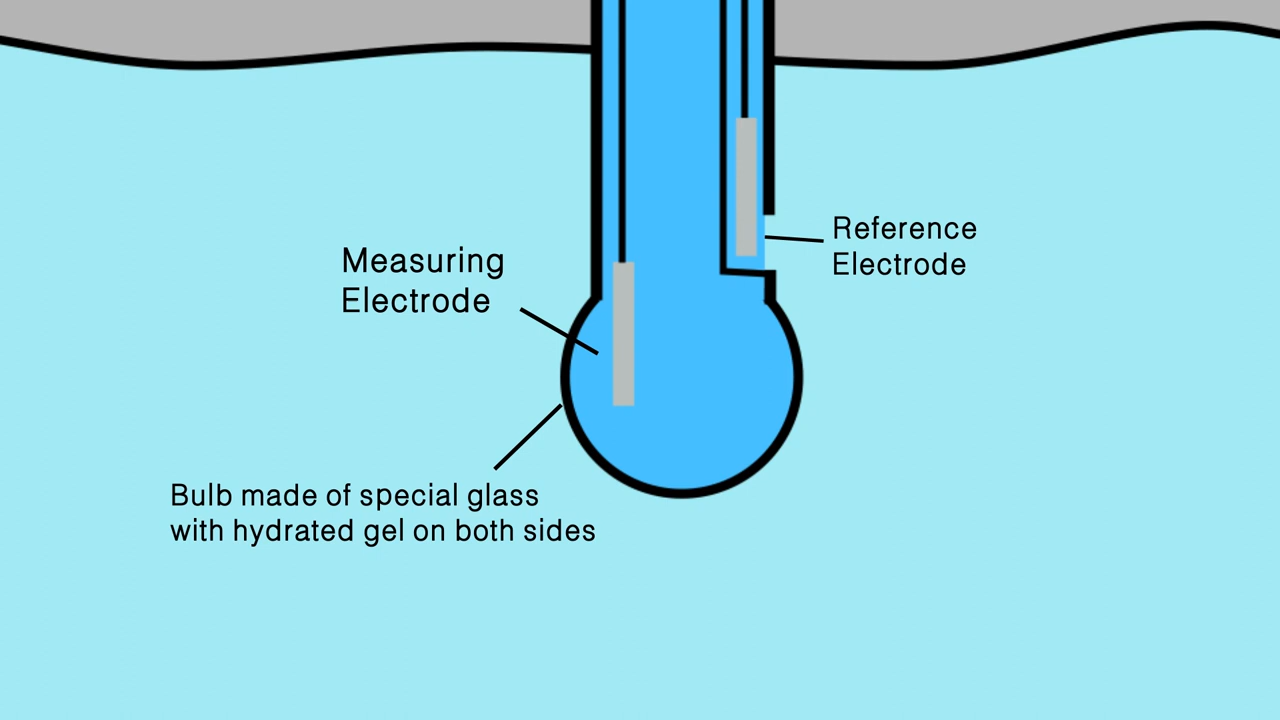 Measuring
Electrode
Reference
Electrode
Bulb made of special glass
with hydrated gel on both sides